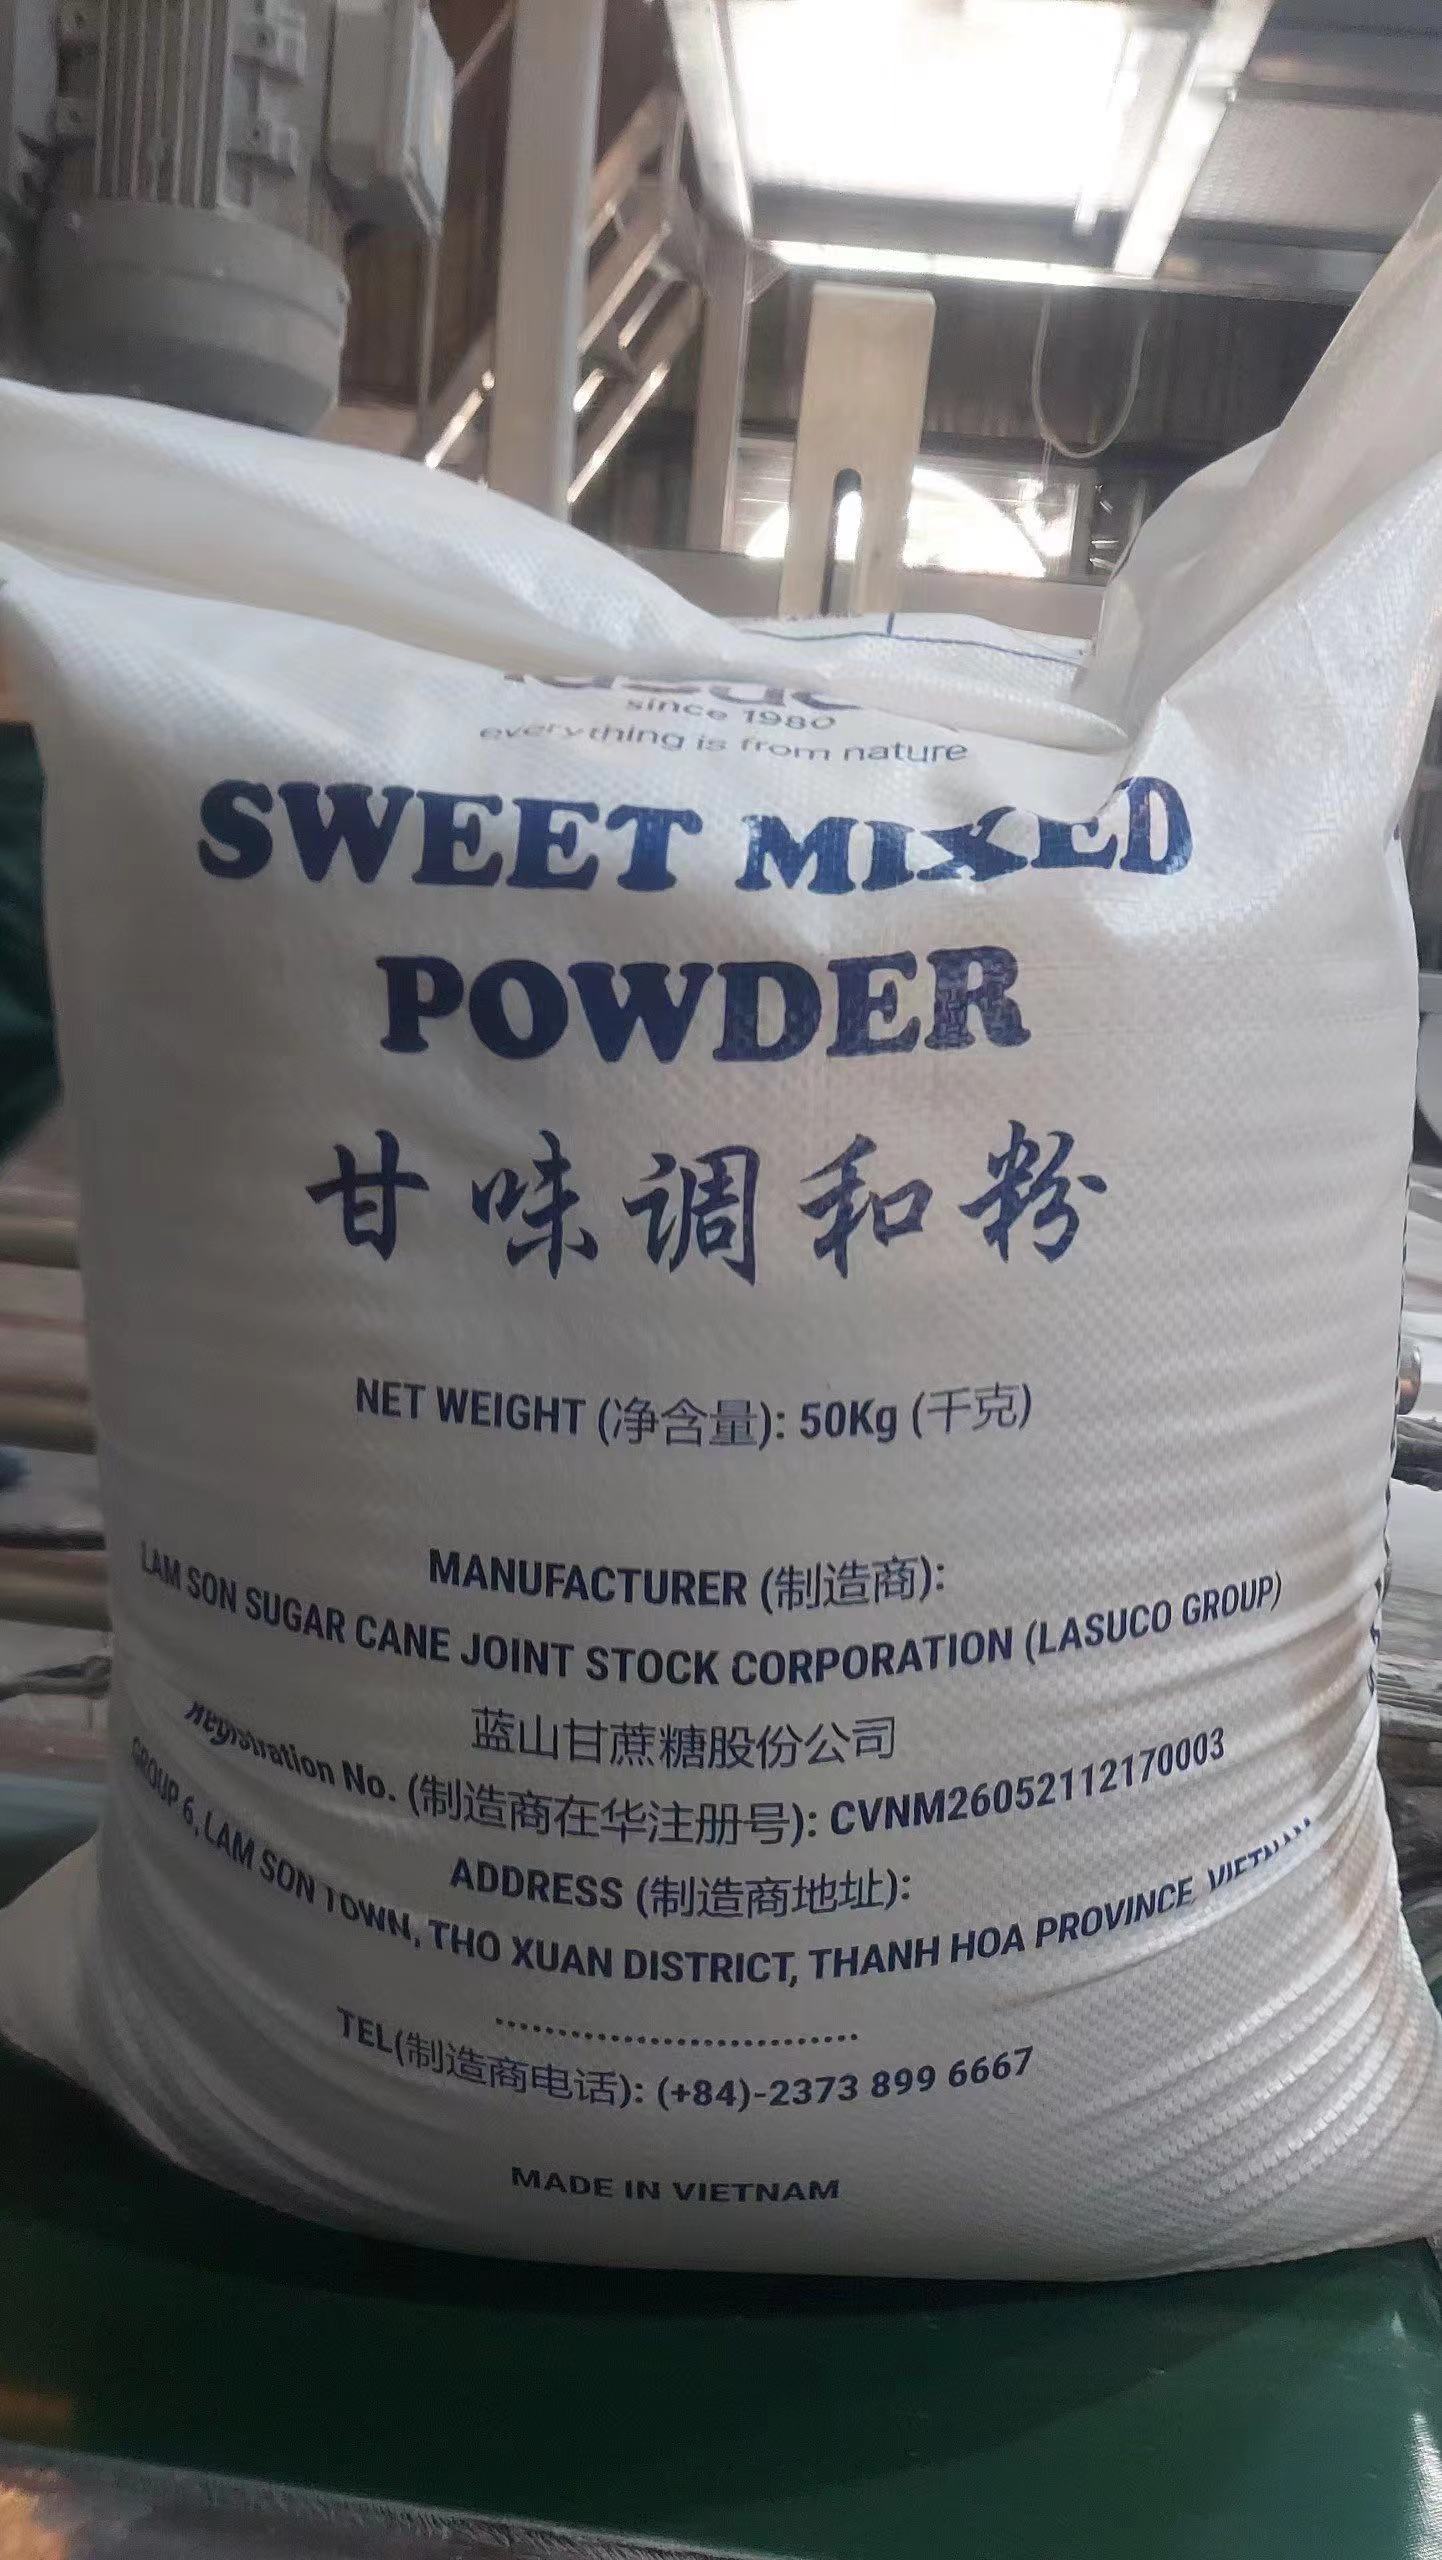 since 1980
everything is from nature
SWEET MIXED
POWDER
甘味调和粉
NET WEIGHT (净含量): 50Kg (千克)
MANUFACTURER (制造商):
LAM SON SUGAR CANE JOINT STOCK CORPORATION (LASUCO GROUP)
蓝山甘蔗糖股份公司
Registration No. (制造商在华注册号): CVNM26052112170003
ADDRESS (制造商地址):
GROUP 6, LAM SON TOWN, THO XUAN DISTRICT, THANH HOA PROVINCE, VIETNAM
.............................
TEL(制造商电话): (+84)-2373 899 6667
MADE IN VIETNAM